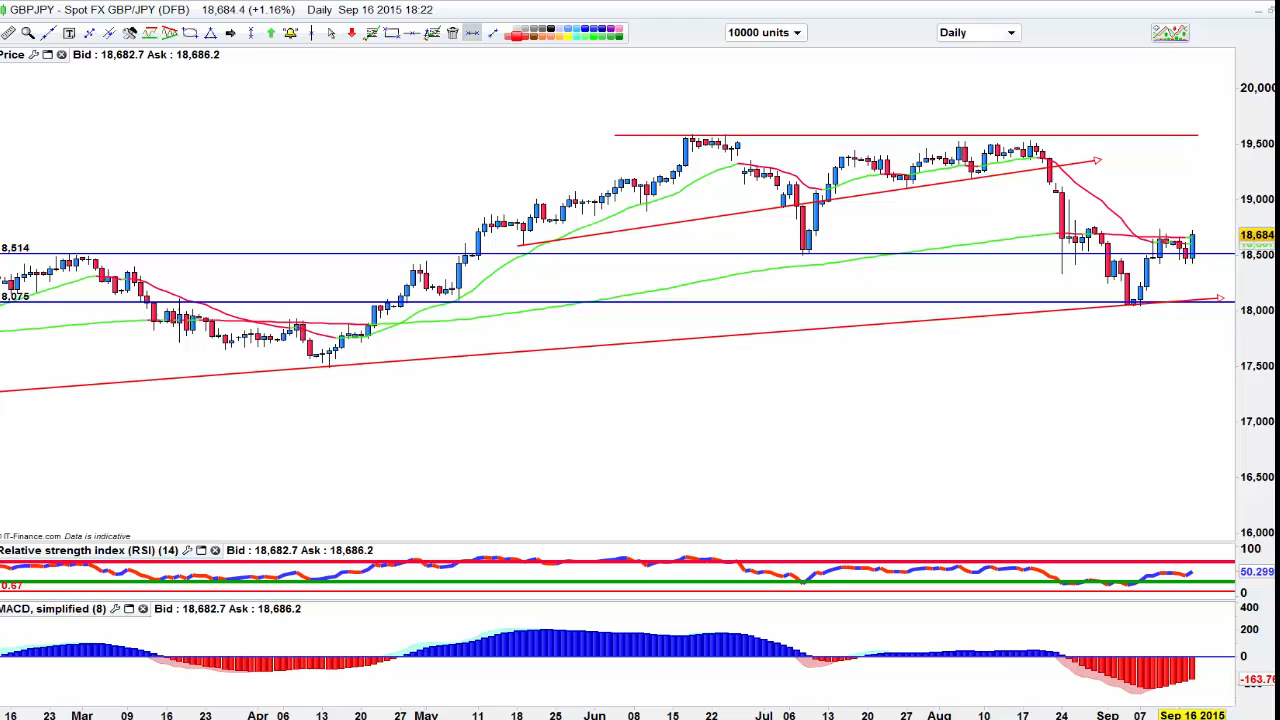 GBPJPY - Spot FX GBP/JPY (DFB) 18,684.4 (+1.16%) Daily Sep 16 2015 18:22
10000 units Daily
Price Bid : 18,682.7 Ask : 18,686.2
20,000
19,500
19,000
18,684
8,514
18,500
8,075
18,000
17,500
17,000
16,500
16,000
IT-Finance.com Data is indicative
Relative strength index (RSI) (14) Bid : 18,682.7 Ask : 18,686.2
100
50.299
0.67
0
MACD, simplified (8) Bid : 18,682.7 Ask : 18,686.2
400
200
0
-163.76
16 23 Mar 09 16 23 Apr 06 13 20 27 May 11 18 25 Jun 08 15 22 Jul 06 13 20 27 Aug 10 17 24 Sep 07 Sep 16 2015